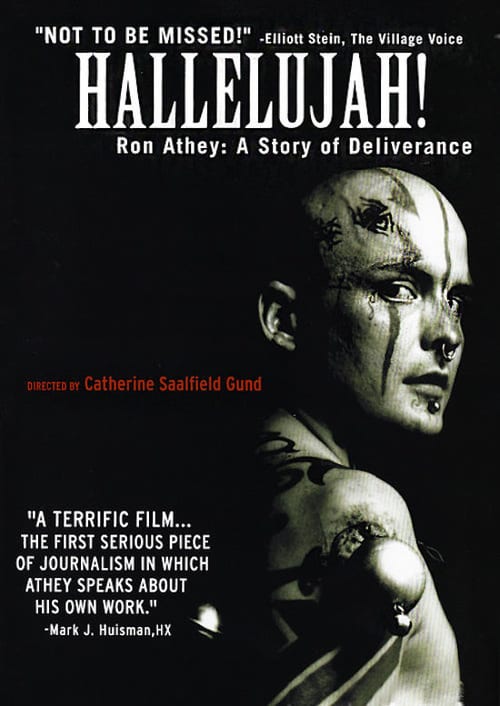 "NOT TO BE MISSED!" -Elliott Stein, The Village Voice
HALLELUJAH!
Ron Athey: A Story of Deliverance
DIRECTED BY Catherine Saalfield Gund
"A TERRIFIC FILM...
THE FIRST SERIOUS PIECE
OF JOURNALISM IN WHICH
ATHEY SPEAKS ABOUT
HIS OWN WORK."
-Mark J. Huisman,HX